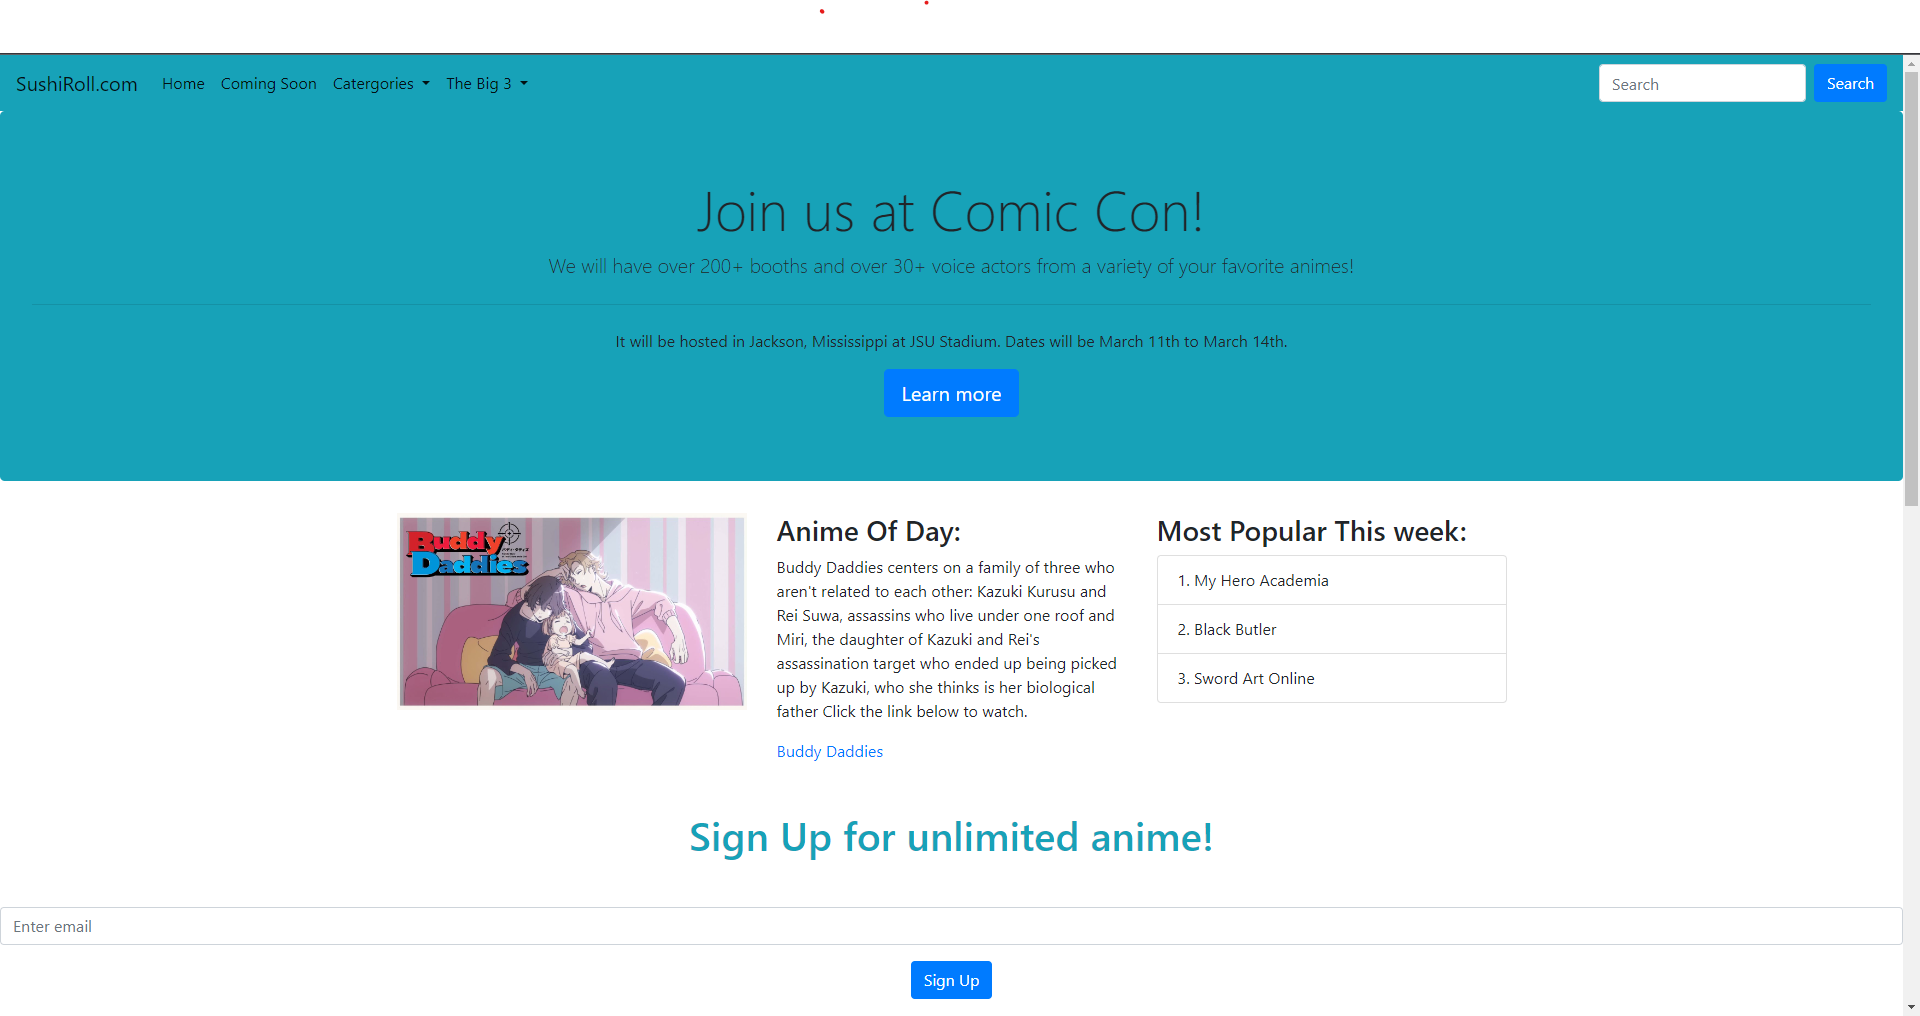 SushiRoll.com Home Coming Soon Catergories The Big 3 Search Search
Join us at Comic Con!
We will have over 200+ booths and over 30+ voice actors from a variety of your favorite animes!
It will be hosted in Jackson, Mississippi at JSU Stadium. Dates will be March 11th to March 14th.
Learn more
Buddy
Daddies
Anime Of Day:
Buddy Daddies centers on a family of three who
aren't related to each other: Kazuki Kurusu and
Rei Suwa, assassins who live under one roof and
Miri, the daughter of Kazuki and Rei's
assassination target who ended up being picked
up by Kazuki, who she thinks is her biological
father Click the link below to watch.
Buddy Daddies
Most Popular This week:
1. My Hero Academia
2. Black Butler
3. Sword Art Online
Sign Up for unlimited anime!
Enter email
Sign Up